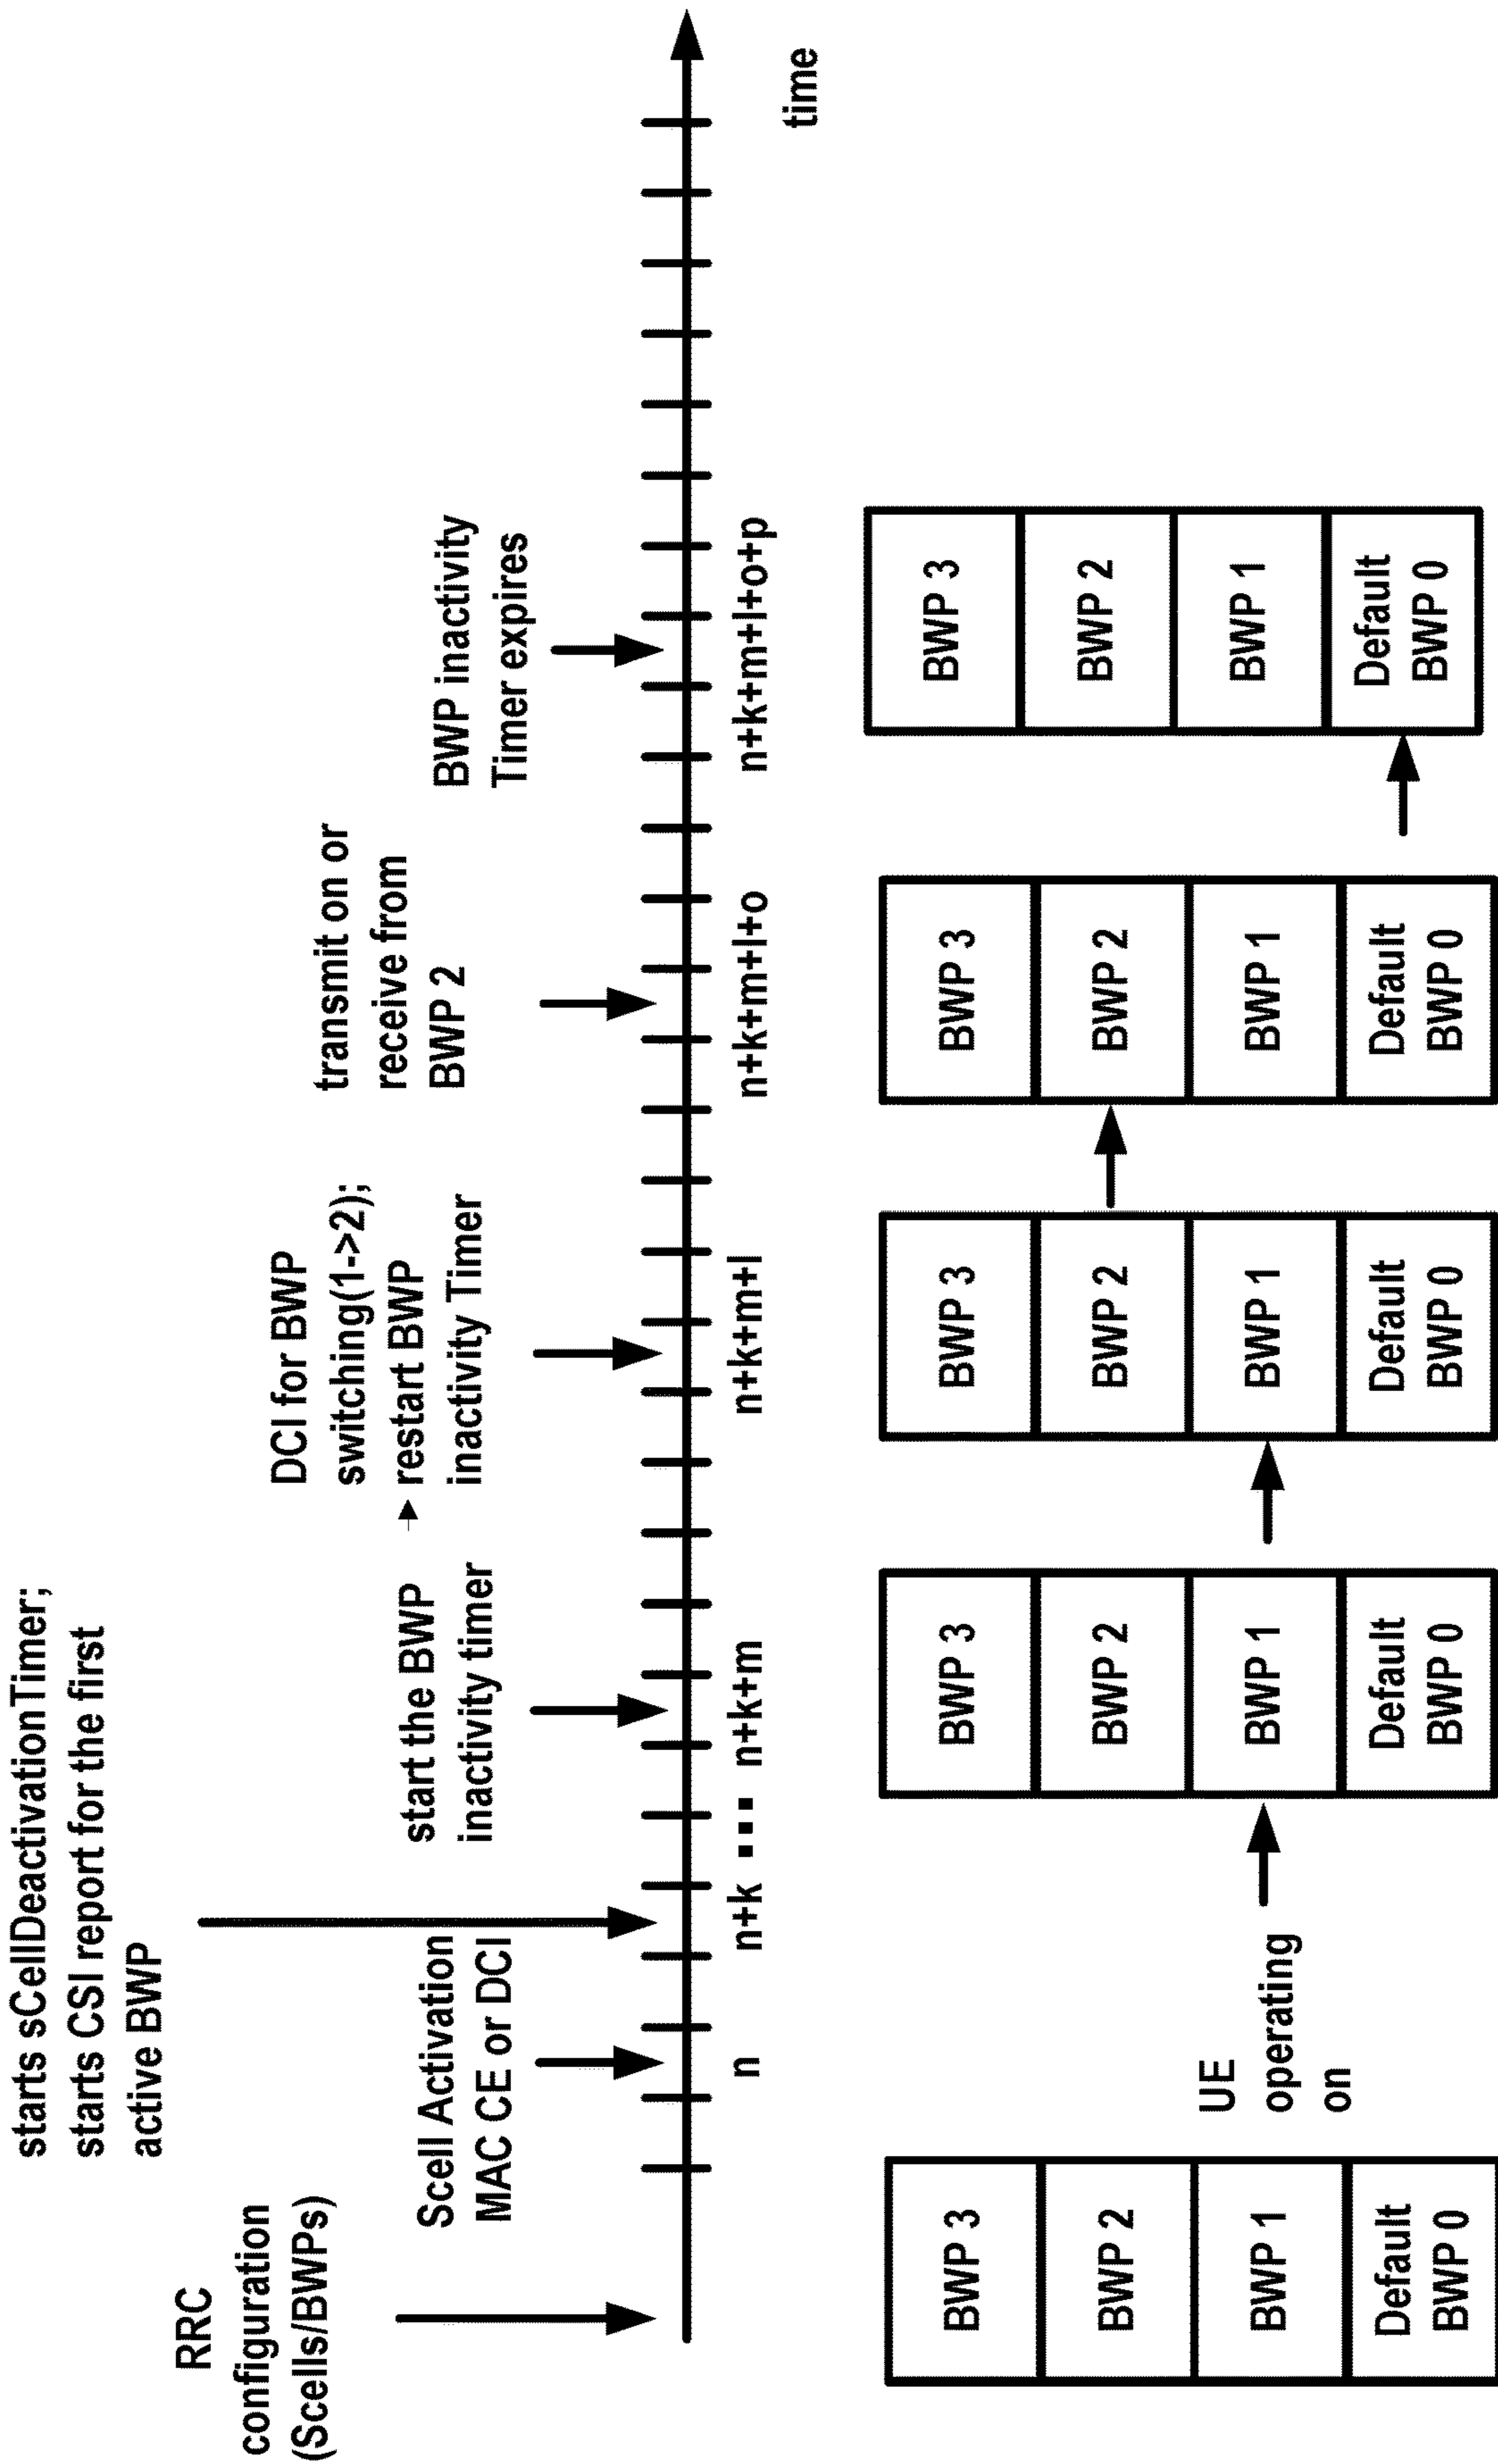 RRC
configuration
(Scells/BWPs)
starts sCellDeactivationTimer;
starts CSI report for the first
active BWP
Scell Activation
MAC CE or DCI
start the BWP
inactivity timer
DCI for BWP
switching(1->2);
restart BWP
inactivity Timer
transmit on or
receive from
BWP 2
BWP inactivity
Timer expires
n
n+k
...
n+k+m
n+k+m+l
n+k+m+l+o
n+k+m+l+o+p
time
BWP 3
BWP 2
BWP 1
Default
BWP 0
UE
operating
on
BWP 3
BWP 2
BWP 1
Default
BWP 0
BWP 3
BWP 2
BWP 1
Default
BWP 0
BWP 3
BWP 2
BWP 1
Default
BWP 0
BWP 3
BWP 2
BWP 1
Default
BWP 0